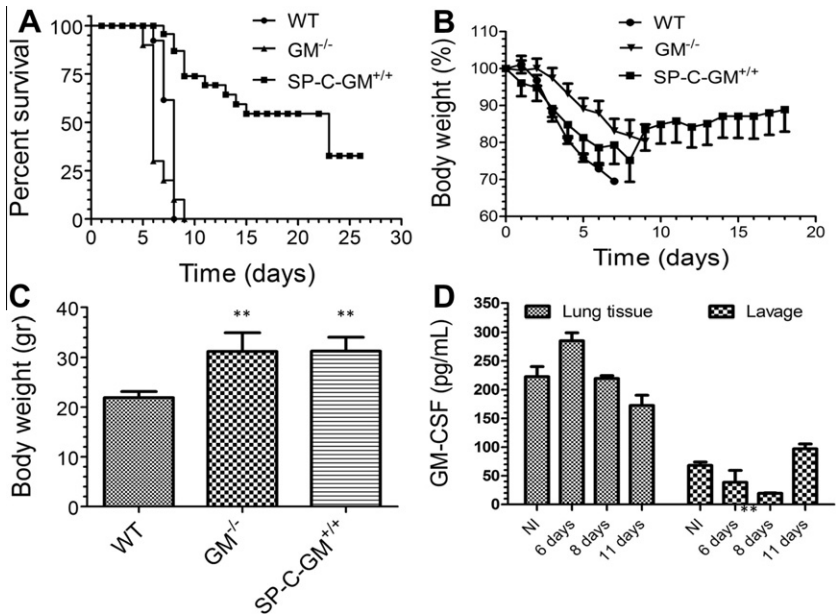 A
Percent survival
100
75
50
25
0
0 5 10 15 20 25 30
Time (days)
WT
GM-/-
SP-C-GM+/+
B
Body weight (%)
100
90
80
70
60
0 5 10 15 20
Time (days)
WT
GM-/-
SP-C-GM+/+
C
Body weight (gr)
40
30
20
10
0
** **
WT
GM-/-
SP-C-GM+/+
D
GM-CSF (pg/mL)
350
300
250
200
150
100
50
0
Lung tissue
Lavage
NI
6 days
8 days
11 days
NI
6 days
**
8 days
11 days